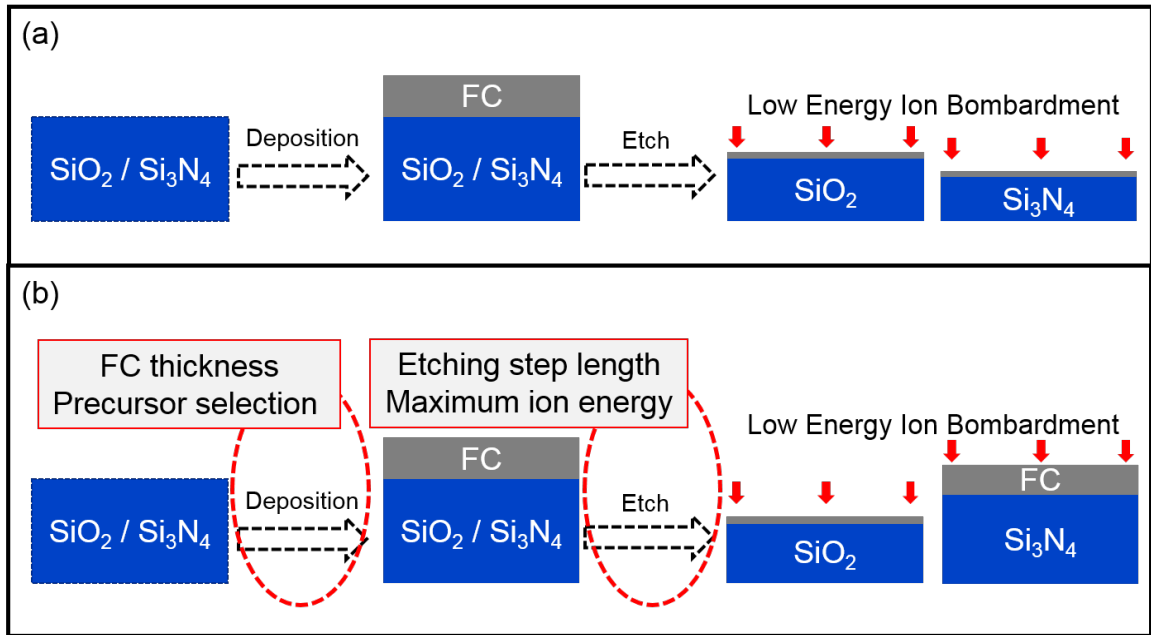 (a)
FC
Low Energy Ion Bombardment
Deposition
Etch
SiO₂ / Si₃N₄
SiO₂ / Si₃N₄
SiO₂
Si₃N₄
(b)
FC thickness
Precursor selection
Etching step length
Maximum ion energy
Low Energy Ion Bombardment
FC
FC
Deposition
Etch
SiO₂ / Si₃N₄
SiO₂ / Si₃N₄
SiO₂
Si₃N₄